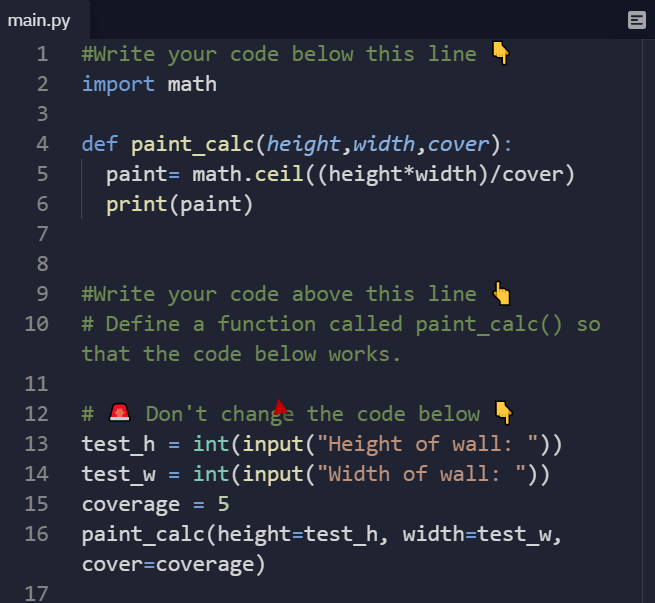 main.py
1 #Write your code below this line 👇
2 import math
3
4 def paint_calc(height,width,cover):
5 paint= math.ceil((height*width)/cover)
6 print(paint)
7
8
9 #Write your code above this line 👆
10 # Define a function called paint_calc() so
that the code below works.
11
12 # 🚨 Don't change the code below 👇
13 test_h = int(input("Height of wall: "))
14 test_w = int(input("Width of wall: "))
15 coverage = 5
16 paint_calc(height=test_h, width=test_w,
cover=coverage)
17